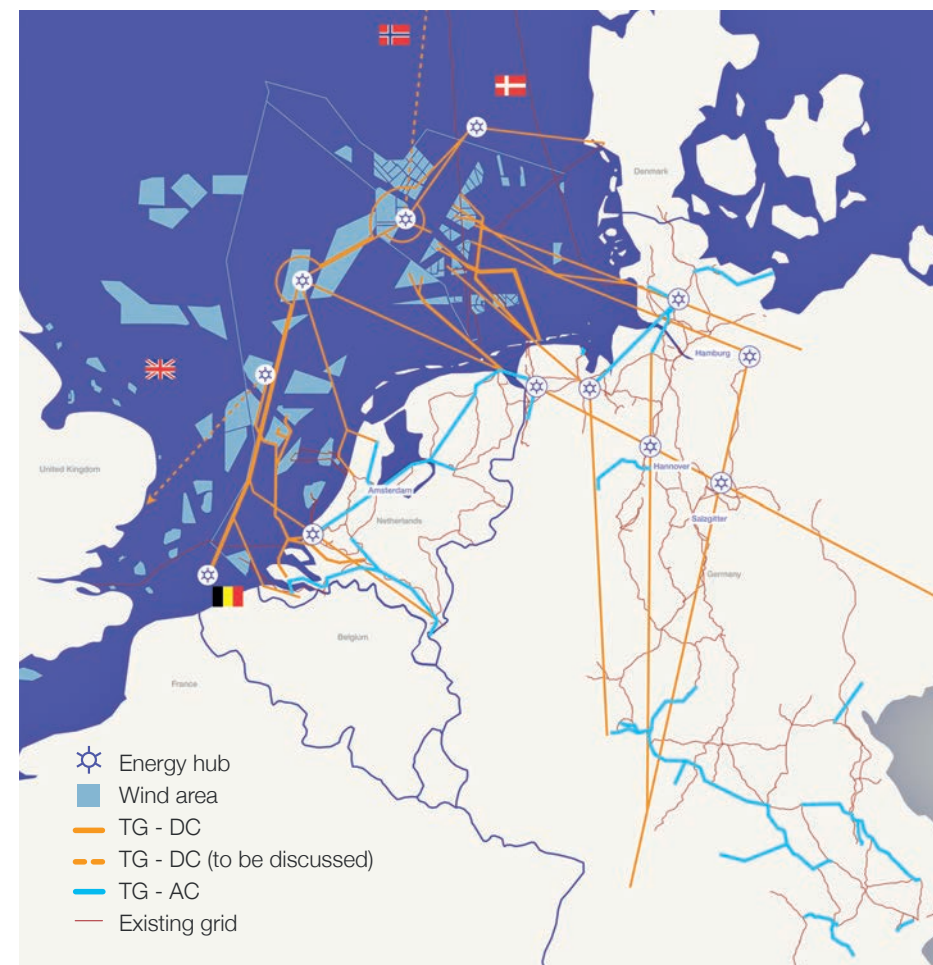 Denmark
Hamburg
United Kingdom
Hannover
Amsterdam
Netherlands
Salzgitter
Germany
Belgium
France
Energy hub
Wind area
TG - DC
TG - DC (to be discussed)
TG - AC
Existing grid